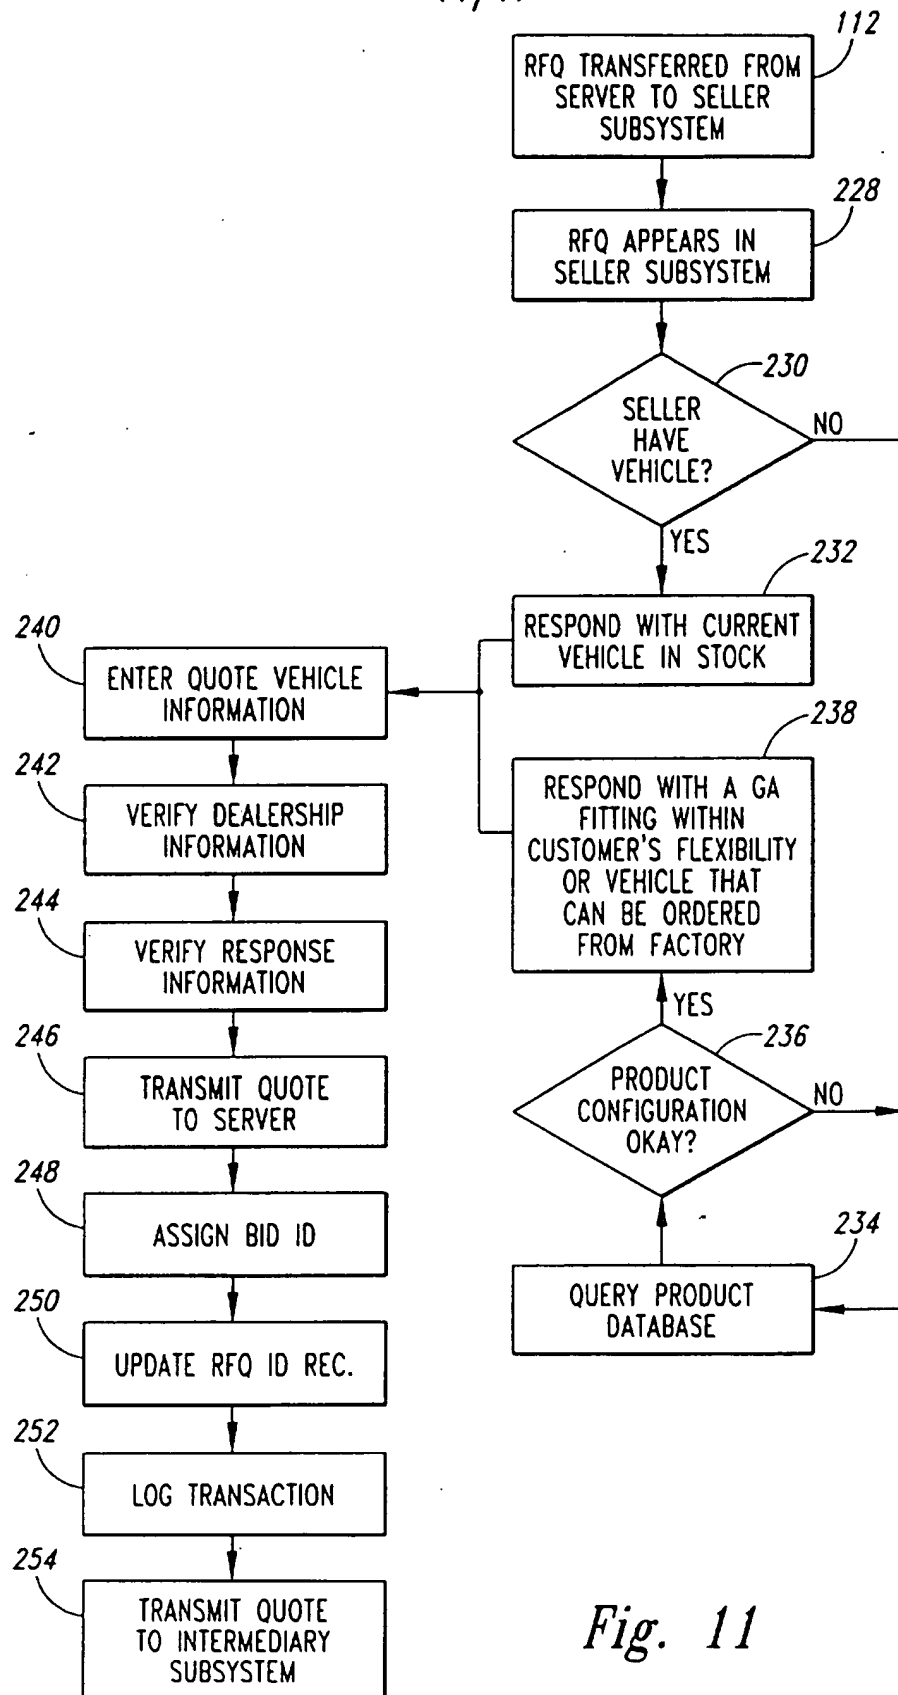 112
RFQ TRANSFERRED FROM
SERVER TO SELLER
SUBSYSTEM
228
RFQ APPEARS IN
SELLER SUBSYSTEM
230
SELLER
HAVE
VEHICLE?
NO
YES
232
RESPOND WITH CURRENT
VEHICLE IN STOCK
238
RESPOND WITH A GA
FITTING WITHIN
CUSTOMER'S FLEXIBILITY
OR VEHICLE THAT
CAN BE ORDERED
FROM FACTORY
YES
236
PRODUCT
CONFIGURATION
OKAY?
NO
234
QUERY PRODUCT
DATABASE
240
ENTER QUOTE VEHICLE
INFORMATION
242
VERIFY DEALERSHIP
INFORMATION
244
VERIFY RESPONSE
INFORMATION
246
TRANSMIT QUOTE
TO SERVER
248
ASSIGN BID ID
250
UPDATE RFQ ID REC.
252
LOG TRANSACTION
254
TRANSMIT QUOTE
TO INTERMEDIARY
SUBSYSTEM
Fig. 11